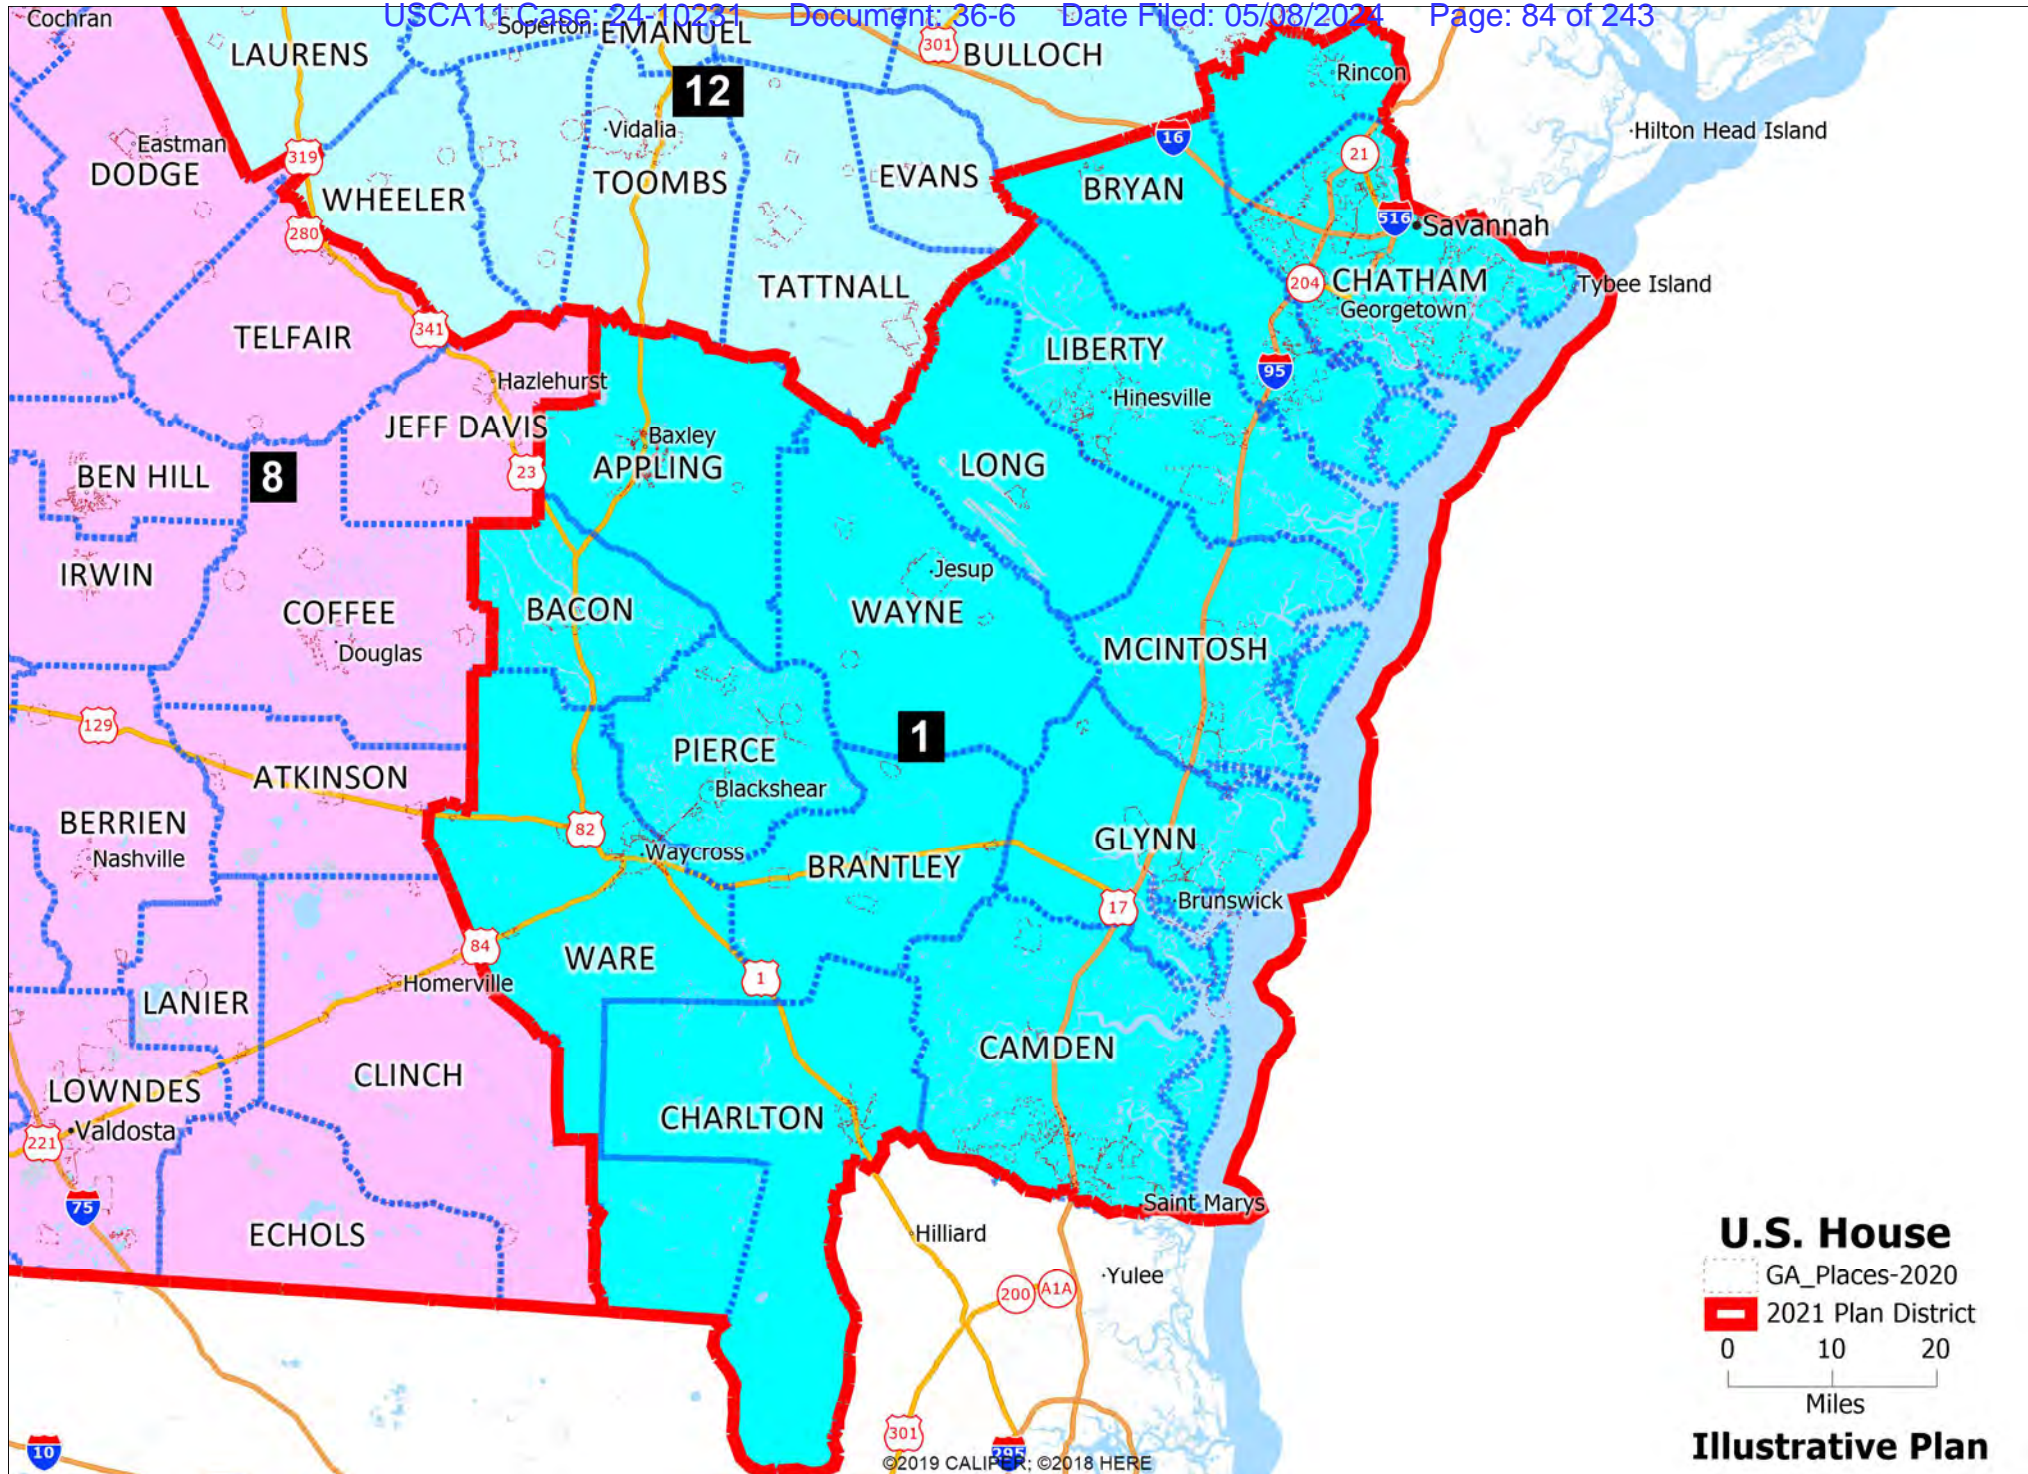 USCA11 Case: 24-10231 Document: 36-6 Date Filed: 05/08/2024 Page: 84 of 243
Cochran
LAURENS
Soperton
EMANUEL
301
BULLOCH
Rincon
12
Eastman
DODGE
319
Vidalia
16
21
Hilton Head Island
WHEELER
TOOMBS
EVANS
BRYAN
280
516
Savannah
TATTNALL
204
CHATHAM
Tybee Island
Georgetown
TELFAIR
341
LIBERTY
95
Hazlehurst
Hinesville
JEFF DAVIS
Baxley
BEN HILL
8
23
APPLING
LONG
IRWIN
Jesup
COFFEE
BACON
WAYNE
Douglas
MCINTOSH
129
1
PIERCE
ATKINSON
Blackshear
BERRIEN
82
GLYNN
Nashville
Waycross
BRANTLEY
17
Brunswick
84
WARE
Homerville
1
LANIER
CAMDEN
CLINCH
LOWNDES
CHARLTON
Valdosta
221
75
Saint Marys
ECHOLS
Hilliard
Yulee
200
A1A
U.S. House
GA_Places-2020
2021 Plan District
0 10 20
Miles
Illustrative Plan
301
10
295
©2019 CALIPER; ©2018 HERE